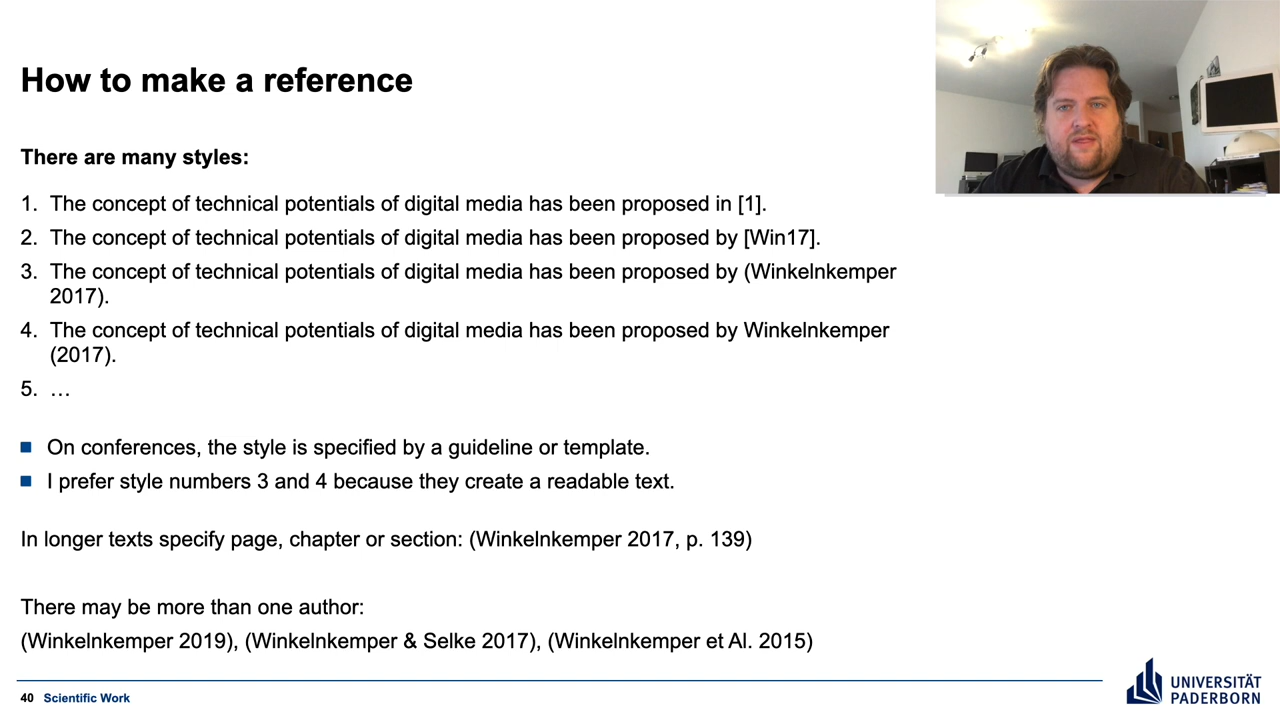 How to make a reference
There are many styles:
1. The concept of technical potentials of digital media has been proposed in [1].
2. The concept of technical potentials of digital media has been proposed by [Win17].
3. The concept of technical potentials of digital media has been proposed by (Winkelnkemper
2017).
4. The concept of technical potentials of digital media has been proposed by Winkelnkemper
(2017).
5. …
On conferences, the style is specified by a guideline or template.
I prefer style numbers 3 and 4 because they create a readable text.
In longer texts specify page, chapter or section: (Winkelnkemper 2017, p. 139)
There may be more than one author:
(Winkelnkemper 2019), (Winkelnkemper & Selke 2017), (Winkelnkemper et Al. 2015)
40 Scientific Work
UNIVERSITÄT
PADERBORN